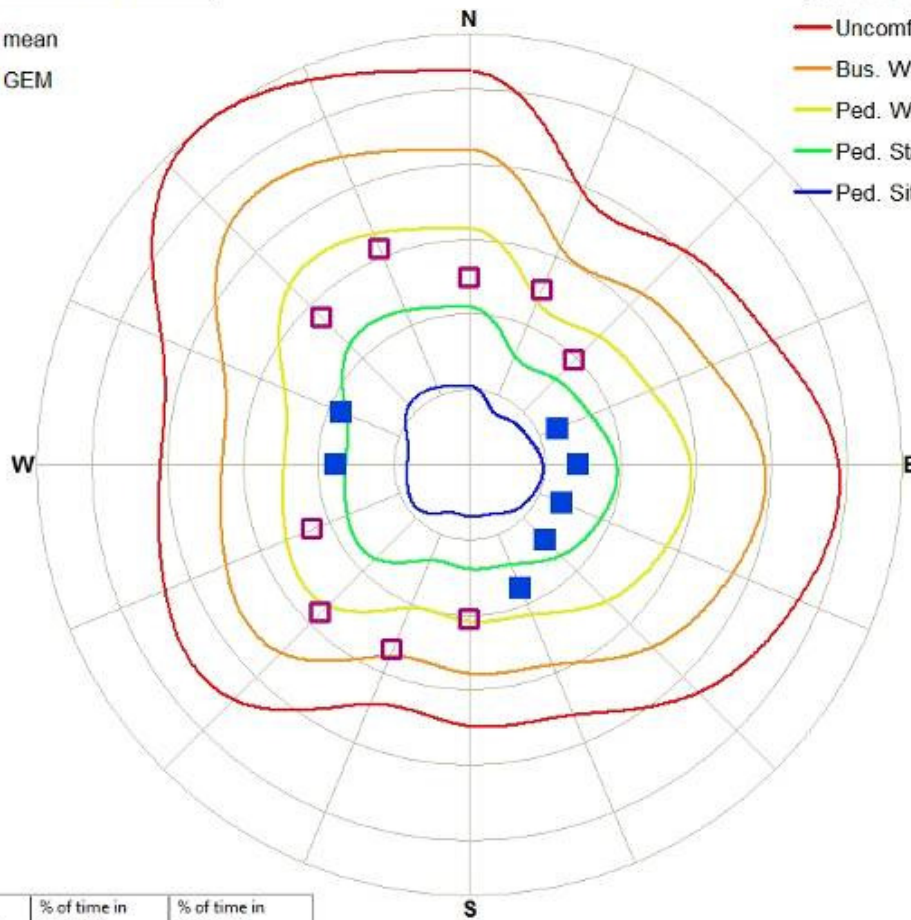 N
mean
GEM
Uncomf
Bus. W
Ped. W
Ped. St
Ped. Si
W
E
S
% of time in
% of time in